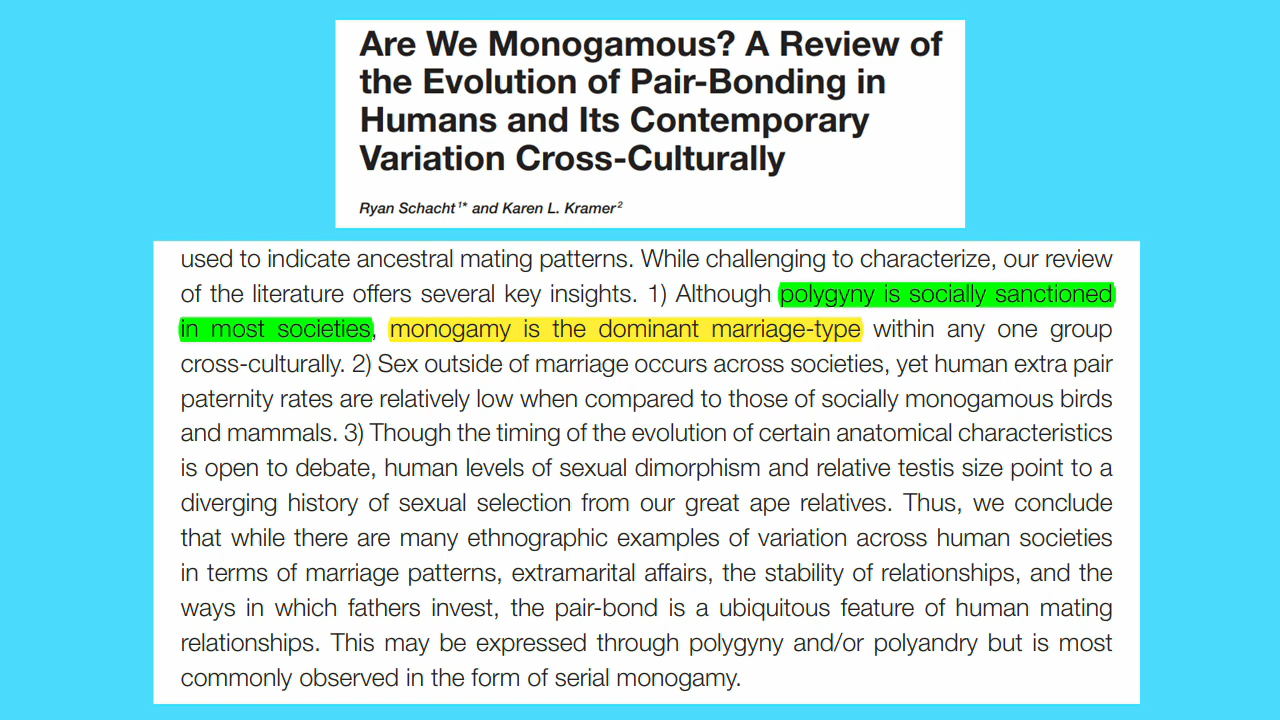 Are We Monogamous? A Review of
the Evolution of Pair-Bonding in
Humans and Its Contemporary
Variation Cross-Culturally
Ryan Schacht¹* and Karen L. Kramer²
used to indicate ancestral mating patterns. While challenging to characterize, our review
of the literature offers several key insights. 1) Although polygyny is socially sanctioned
in most societies, monogamy is the dominant marriage-type within any one group
cross-culturally. 2) Sex outside of marriage occurs across societies, yet human extra pair
paternity rates are relatively low when compared to those of socially monogamous birds
and mammals. 3) Though the timing of the evolution of certain anatomical characteristics
is open to debate, human levels of sexual dimorphism and relative testis size point to a
diverging history of sexual selection from our great ape relatives. Thus, we conclude
that while there are many ethnographic examples of variation across human societies
in terms of marriage patterns, extramarital affairs, the stability of relationships, and the
ways in which fathers invest, the pair-bond is a ubiquitous feature of human mating
relationships. This may be expressed through polygyny and/or polyandry but is most
commonly observed in the form of serial monogamy.